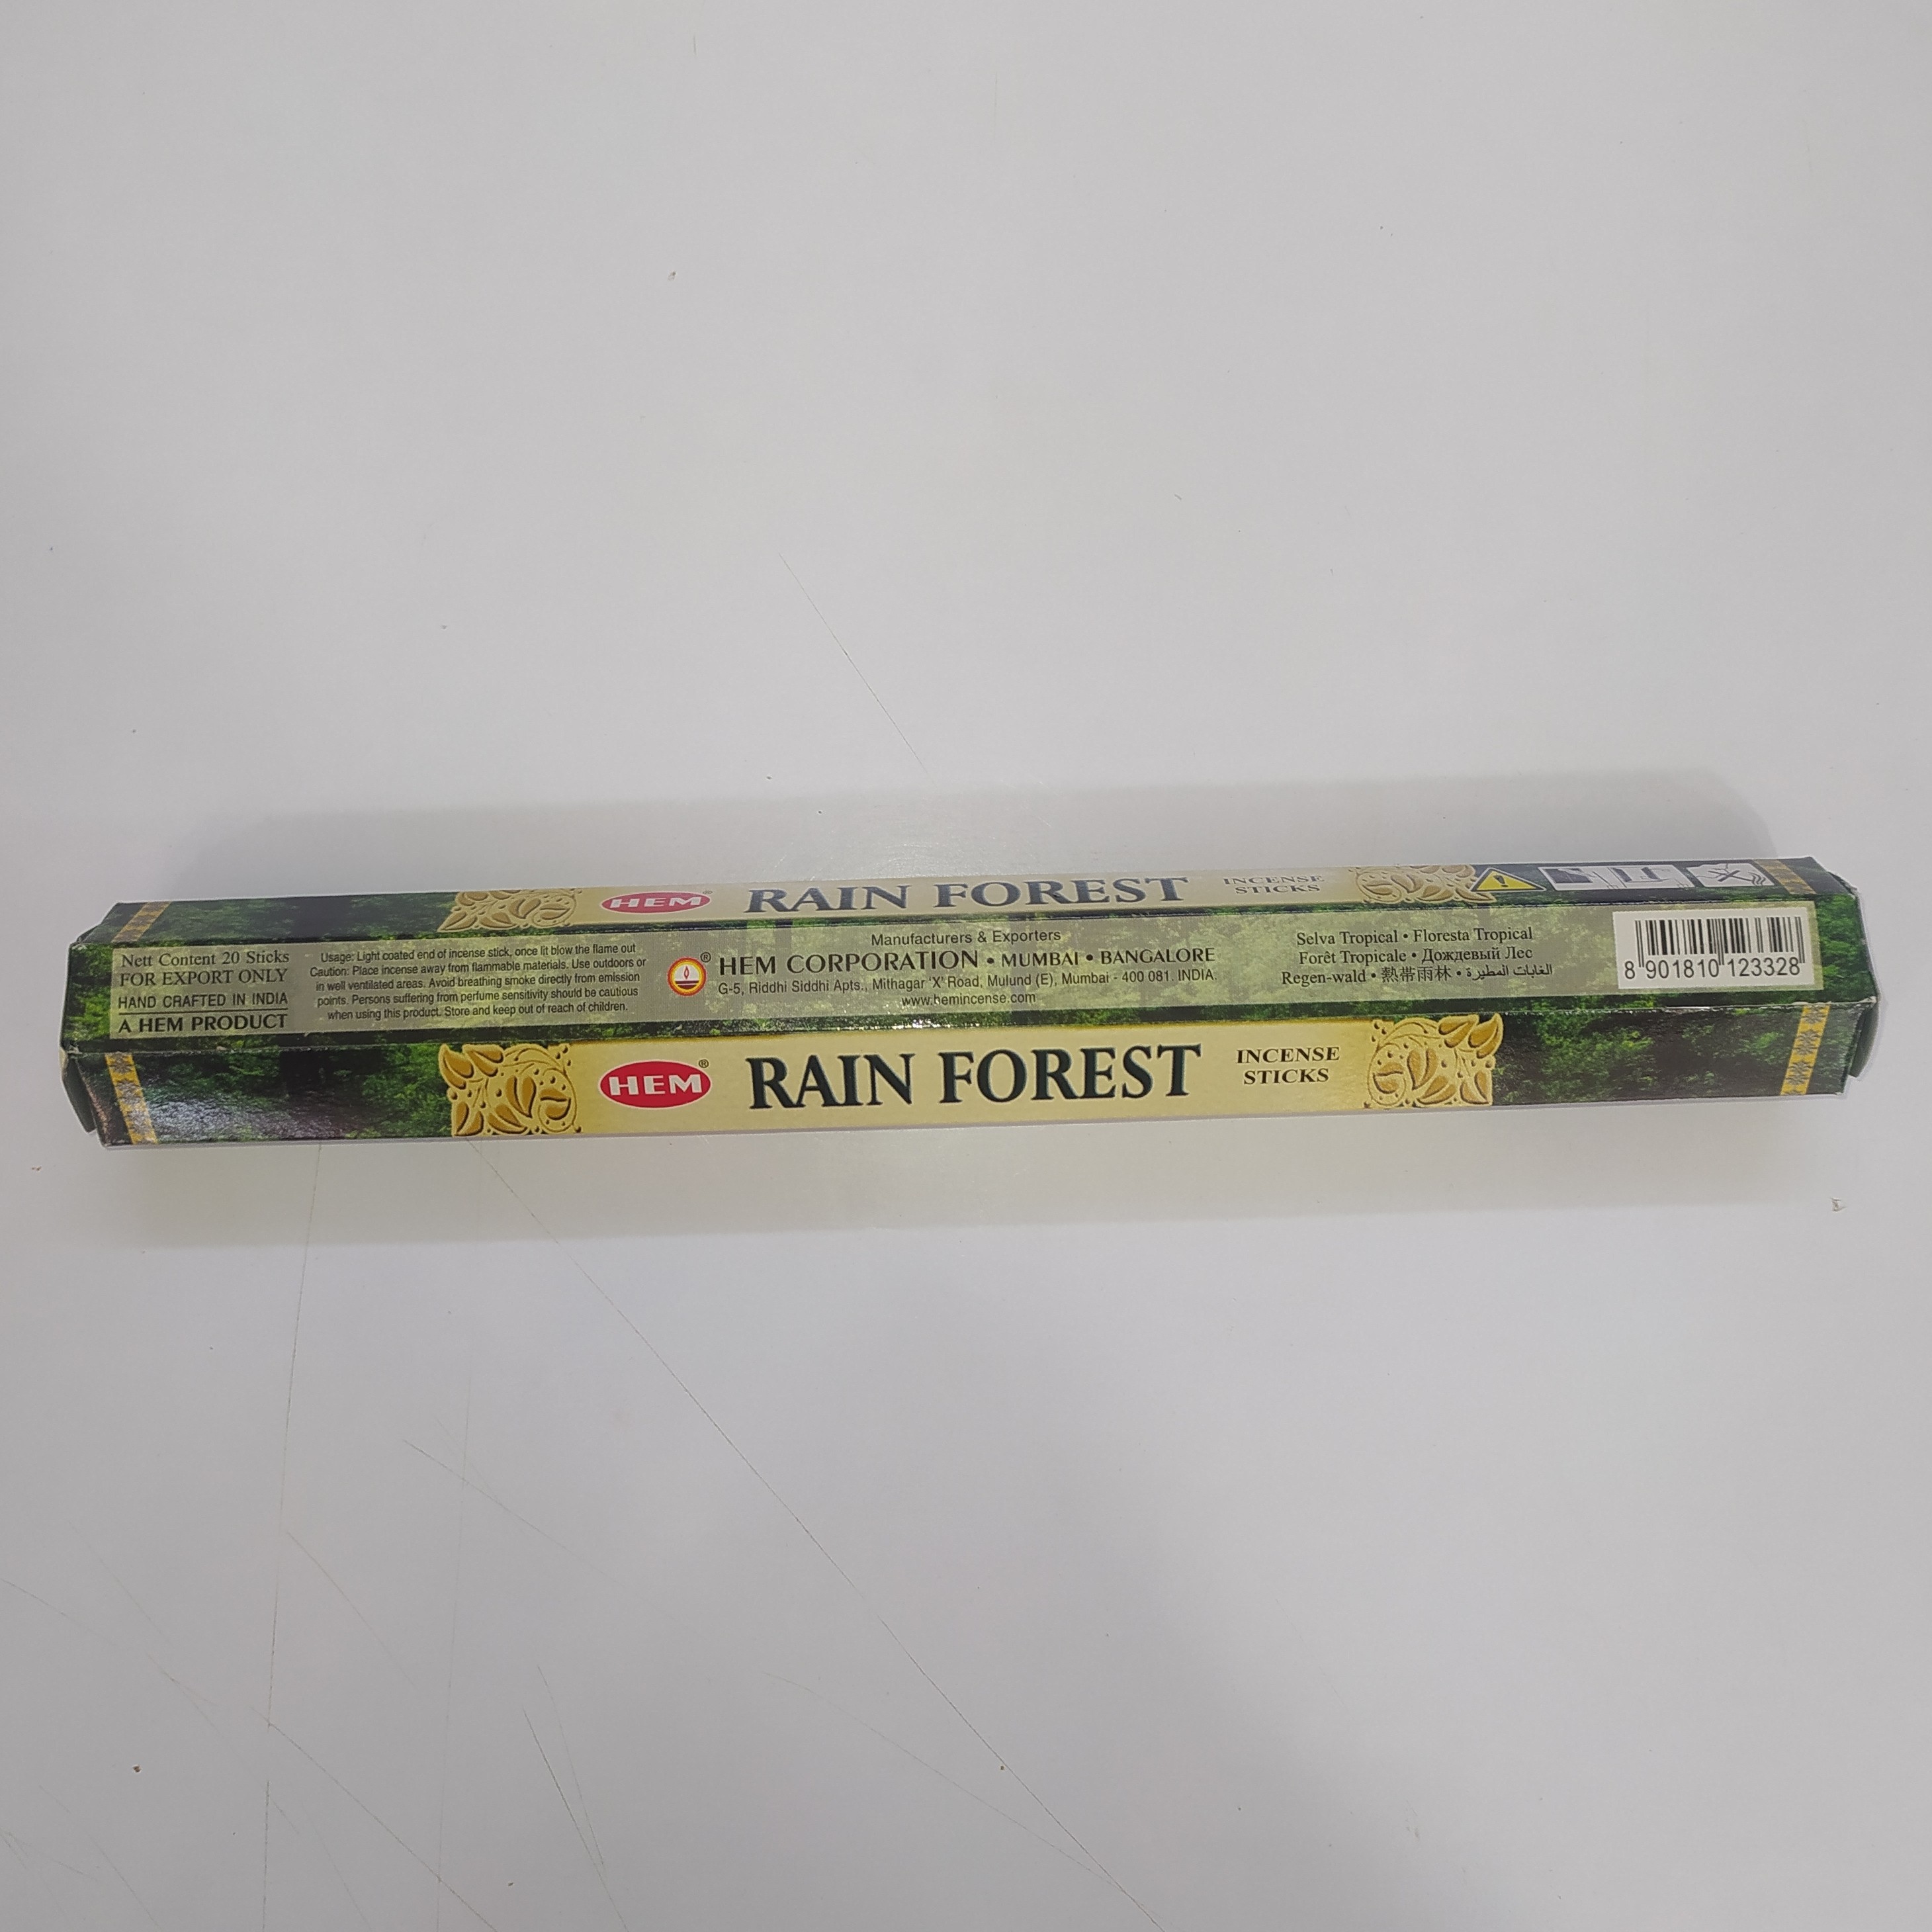 HEM® RAIN FOREST INCENSE
STICKS
Nett Content 20 Sticks
FOR EXPORT ONLY
HAND CRAFTED IN INDIA
A HEM PRODUCT
Usage: Light coated end of incense stick, once lit blow the flame out
Caution: Place incense away from flammable materials. Use outdoors or
in well ventilated areas. Avoid breathing smoke directly from emission
points. Persons suffering from perfume sensitivity should be cautious
when using this product. Store and keep out of reach of children.
®
Manufacturers & Exporters
HEM CORPORATION • MUMBAI • BANGALORE
G-5, Riddhi Siddhi Apts., Mithagar 'X' Road, Mulund (E), Mumbai - 400 081. INDIA.
www.hemincense.com
Selva Tropical • Floresta Tropical
Forêt Tropicale • Дождевый Лес
Regen-wald • 熱帯雨林 • الغابات المطيرة
8 901810 123328
HEM® RAIN FOREST INCENSE
STICKS